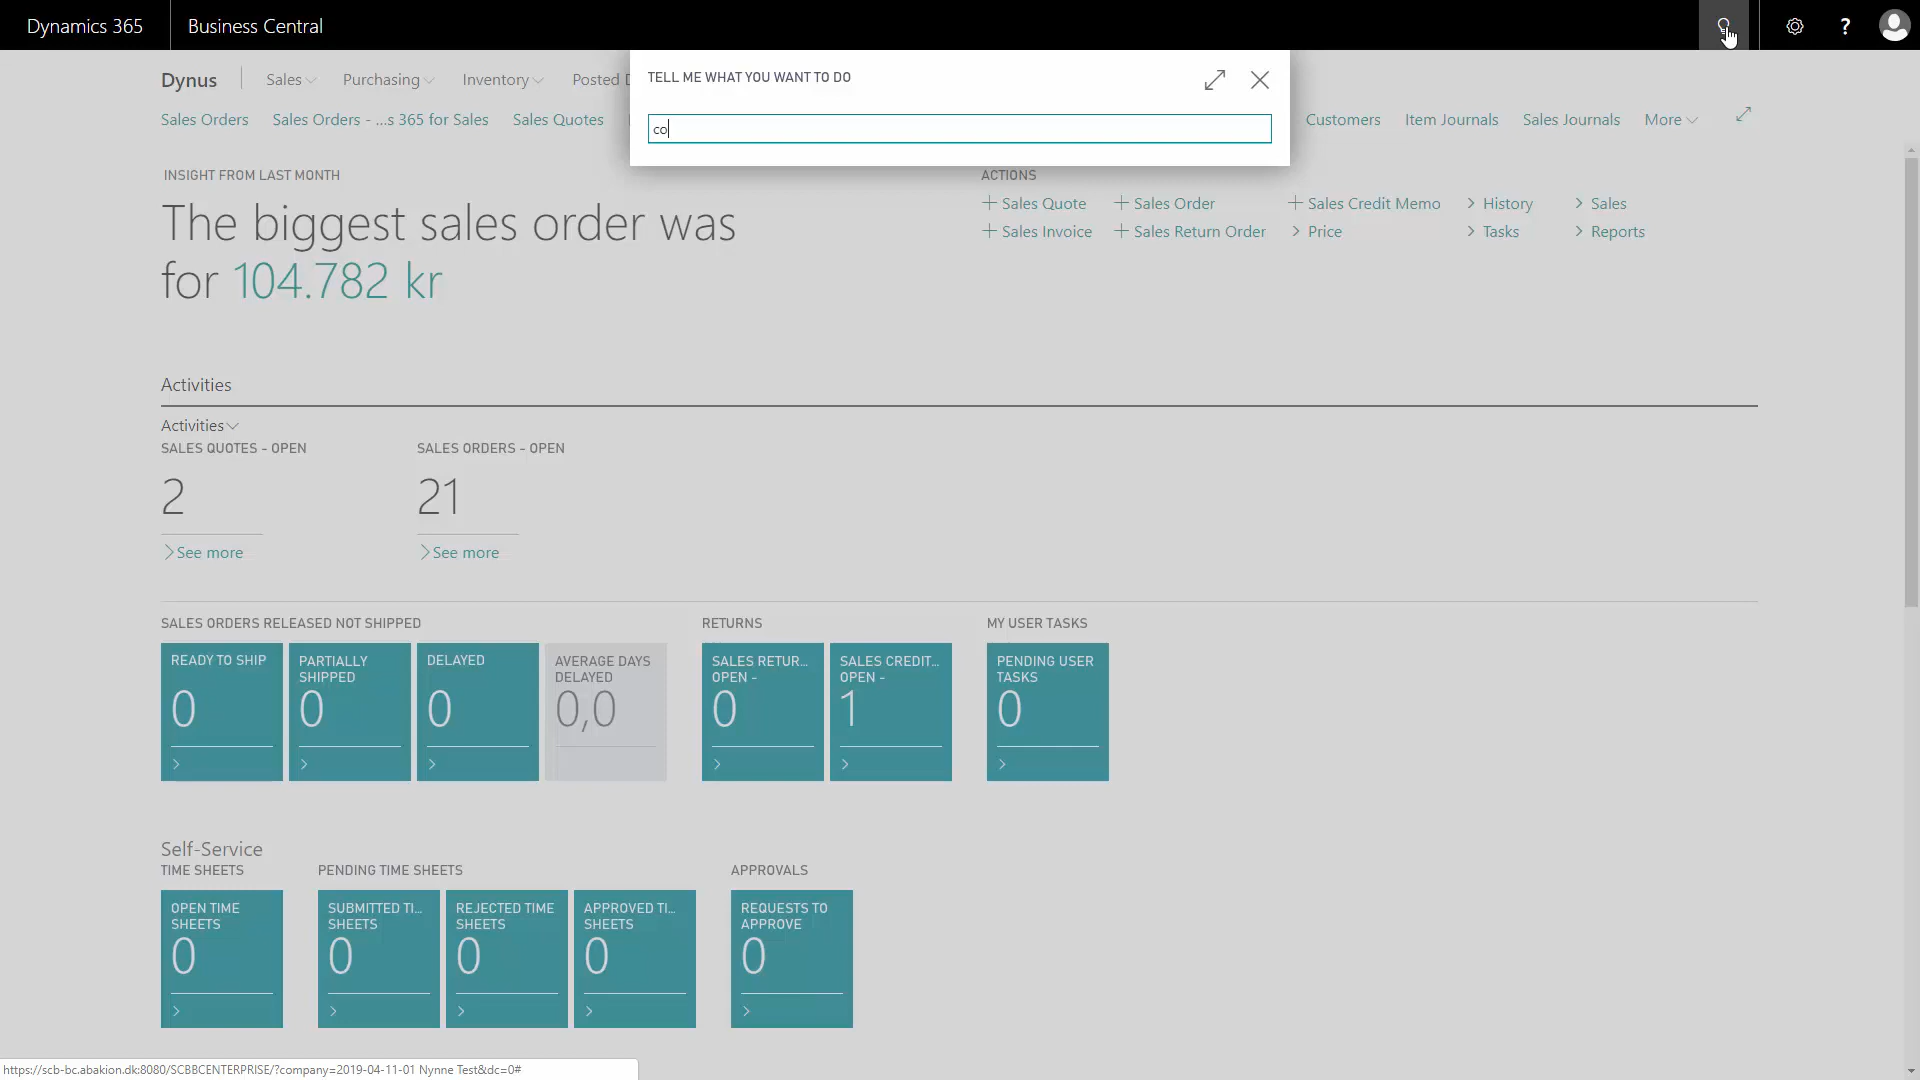 Dynamics 365
Business Central
?
Dynus
Sales
Purchasing
Inventory
Posted D
TELL ME WHAT YOU WANT TO DO
co
Sales Orders
Sales Orders - ...s 365 for Sales
Sales Quotes
Customers
Item Journals
Sales Journals
More
INSIGHT FROM LAST MONTH
The biggest sales order was
for 104.782 kr
ACTIONS
+ Sales Quote
+ Sales Order
+ Sales Credit Memo
> History
> Sales
+ Sales Invoice
+ Sales Return Order
> Price
> Tasks
> Reports
Activities
Activities
SALES QUOTES - OPEN
SALES ORDERS - OPEN
2
21
>See more
>See more
SALES ORDERS RELEASED NOT SHIPPED
RETURNS
MY USER TASKS
READY TO SHIP
0
PARTIALLY
SHIPPED
0
DELAYED
0
AVERAGE DAYS
DELAYED
0,0
SALES RETUR...
OPEN -
0
SALES CREDIT...
OPEN -
1
PENDING USER
TASKS
0
Self-Service
TIME SHEETS
PENDING TIME SHEETS
APPROVALS
OPEN TIME
SHEETS
0
SUBMITTED TI...
SHEETS
0
REJECTED TIME
SHEETS
0
APPROVED TI...
SHEETS
0
REQUESTS TO
APPROVE
0
https://scb-bc.abakion.dk:8080/SCBBCENTERPRISE/?company=2019-04-11-01 Nynne Test&dc=0#